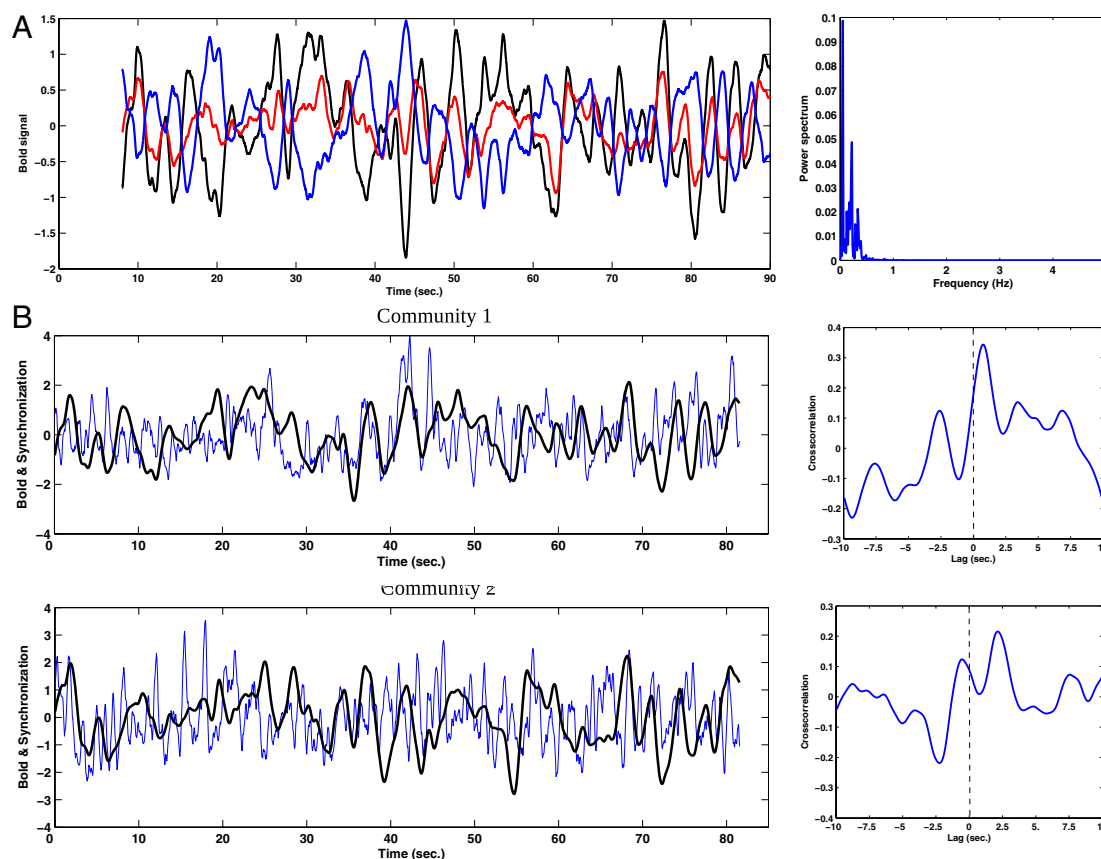 A
Bold signal
1.5
1
0.5
0
−0.5
−1
−1.5
−2
10 20 30 40 50 60 70 80 90
Time (sec.)
Power spectrum
0.1
0.09
0.08
0.07
0.06
0.05
0.04
0.03
0.02
0.01
0
0 1 2 3 4
Frequency (Hz)
B
Community 1
Bold & Synchronization
4
2
0
−2
−4
0 10 20 30 40 50 60 70 80
Time (sec.)
Crosscorrelation
0.4
0.3
0.2
0.1
0
−0.1
−0.2
−0.3
−10 −7.5 −5 −2.5 0 2.5 5 7.5 10
Lag (sec.)
Community 2
Bold & Synchronization
4
3
2
1
0
−1
−2
−3
−4
0 10 20 30 40 50 60 70 80
Time (sec.)
Crosscorrelation
0.3
0.2
0.1
0
−0.1
−0.2
−0.3
−0.4
−10 −7.5 −5 −2.5 0 2.5 5 7.5 10
Lag (sec.)